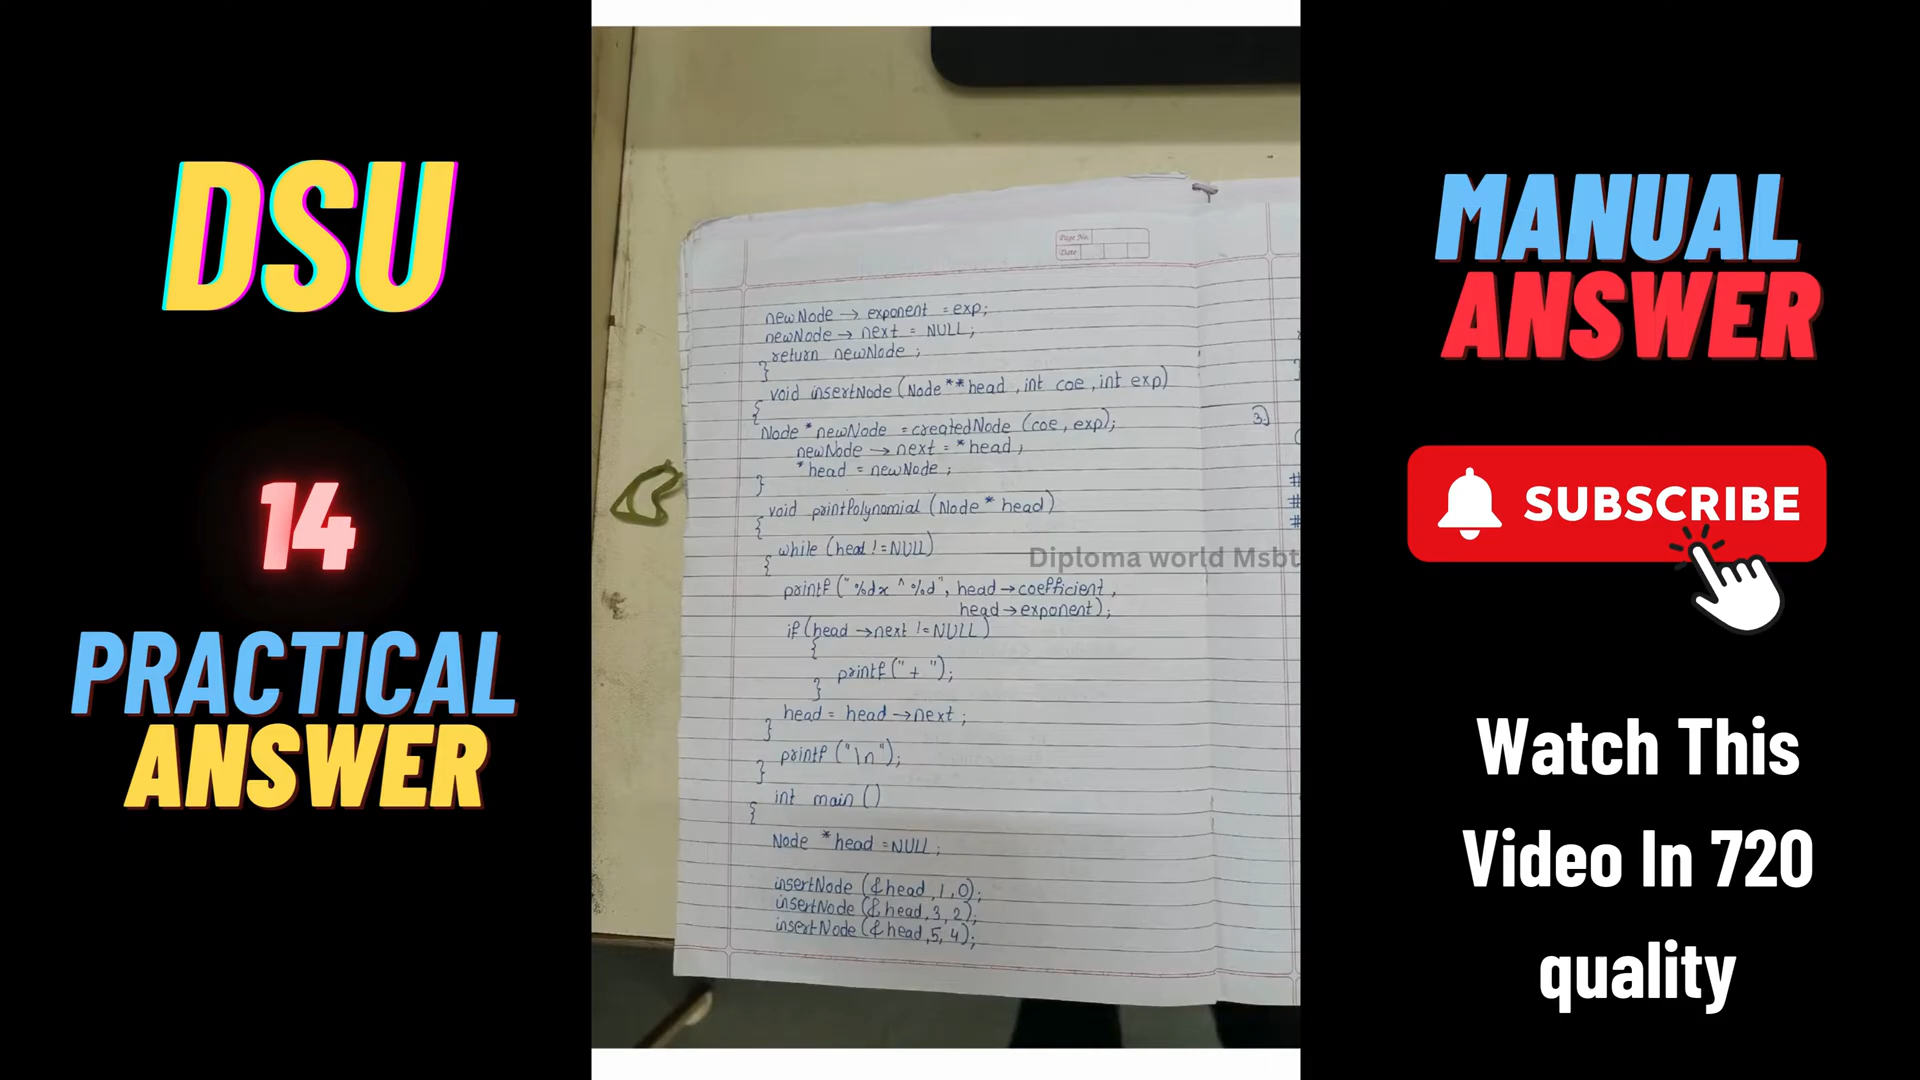 DSU
14
PRACTICAL
ANSWER
Page No.
Date
newNode → exponent = exp;
newNode → next = NULL;
return newNode ;
}
void insertNode (Node **head , int coe , int exp)
{
Node *newNode = createdNode (coe , exp);
newNode → next = *head ;
*head = newNode ;
}
void printPolynomial (Node * head)
{
while (head != NULL)
{
printf (" %dx ^ %d" , head → coefficient ,
head → exponent);
if (head → next != NULL)
{
printf (" + ");
}
head = head → next ;
}
printf ("\n");
}
int main ()
{
Node *head = NULL ;
insertNode (&head , 1 , 0);
insertNode (&head , 3 , 2);
insertNode (&head , 5 , 4);
3)
#
#
#
Diploma world Msbt
MANUAL
ANSWER
SUBSCRIBE
Watch This
Video In 720
quality